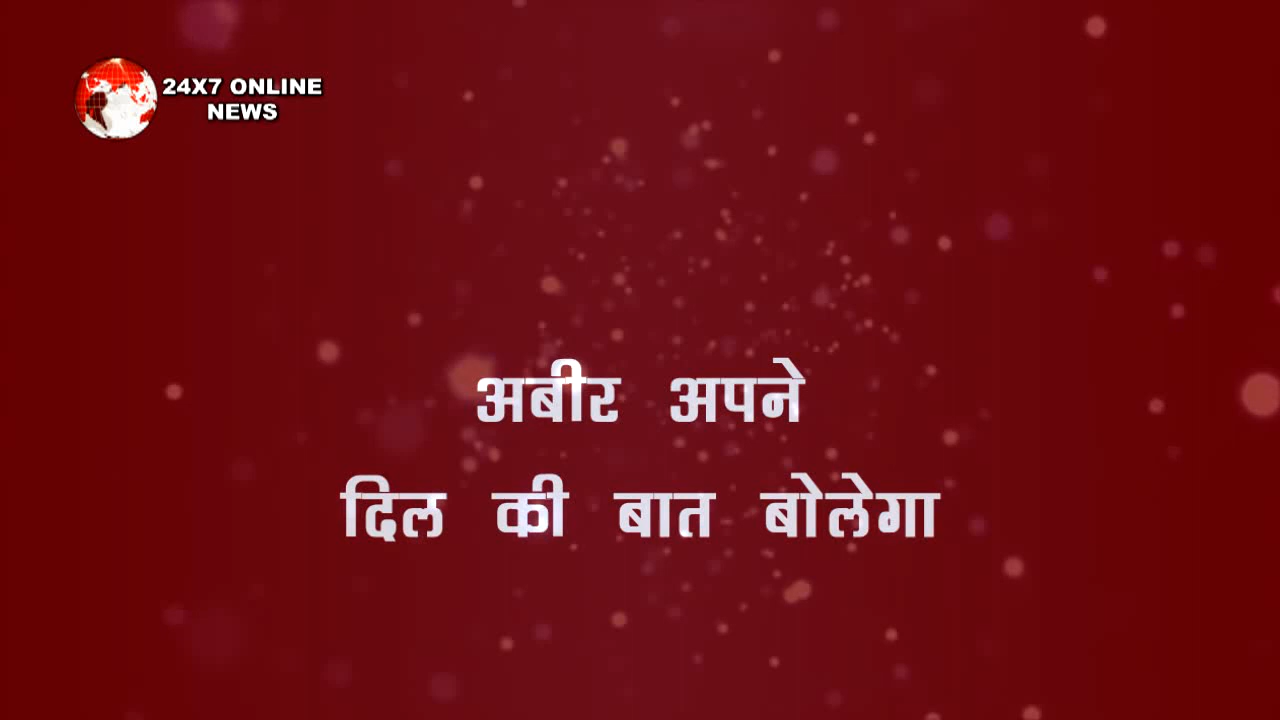 24X7 ONLINE
NEWS
अबीर अपने
दिल की बात बोलेगा